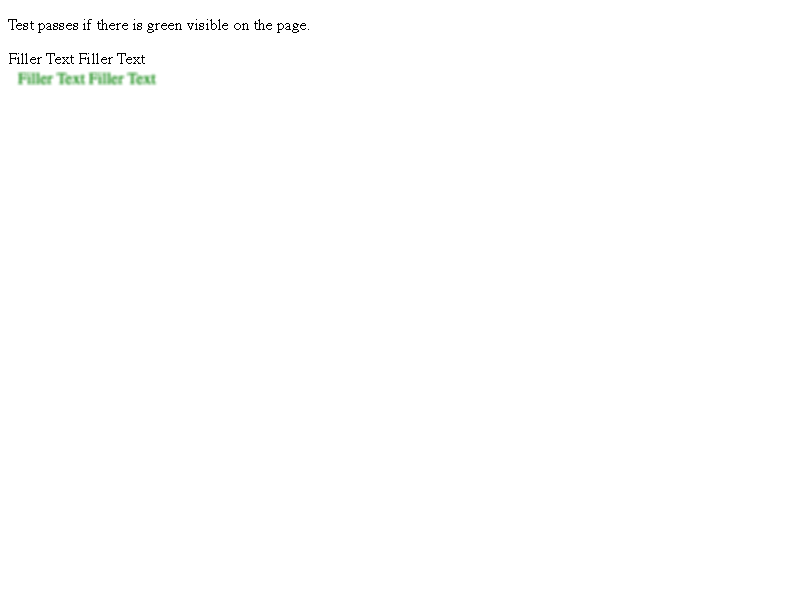 Test passes if there is green visible on the page.
Filler Text Filler Text
Filler Text Filler Text